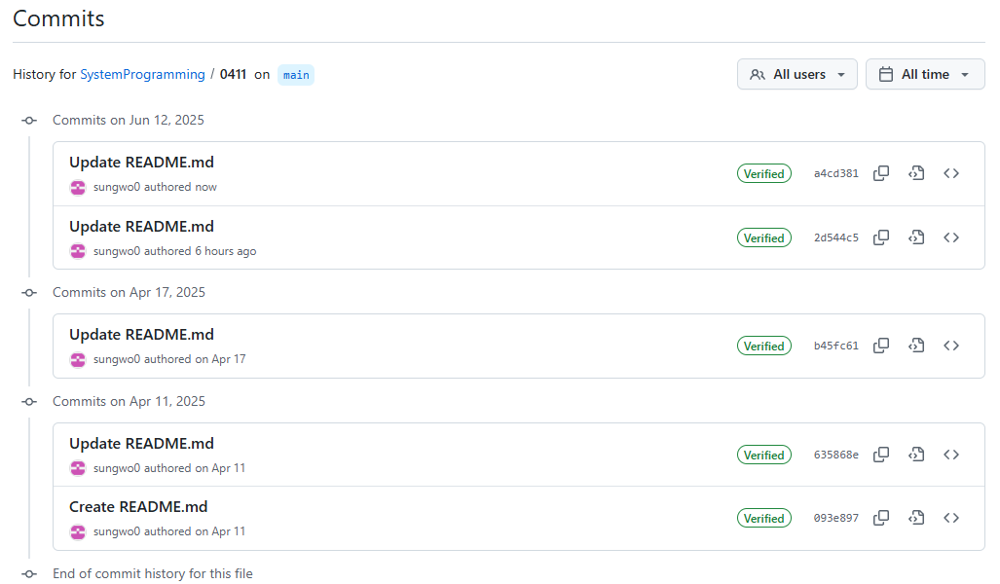 Commits
History for SystemProgramming / 0411 on main
All users
All time
Commits on Jun 12, 2025
Update README.md
sungwo0 authored now
Verified
a4cd381
Update README.md
sungwo0 authored 6 hours ago
Verified
2d544c5
Commits on Apr 17, 2025
Update README.md
sungwo0 authored on Apr 17
Verified
b45fc61
Commits on Apr 11, 2025
Update README.md
sungwo0 authored on Apr 11
Verified
635868e
Create README.md
sungwo0 authored on Apr 11
Verified
093e897
End of commit history for this file